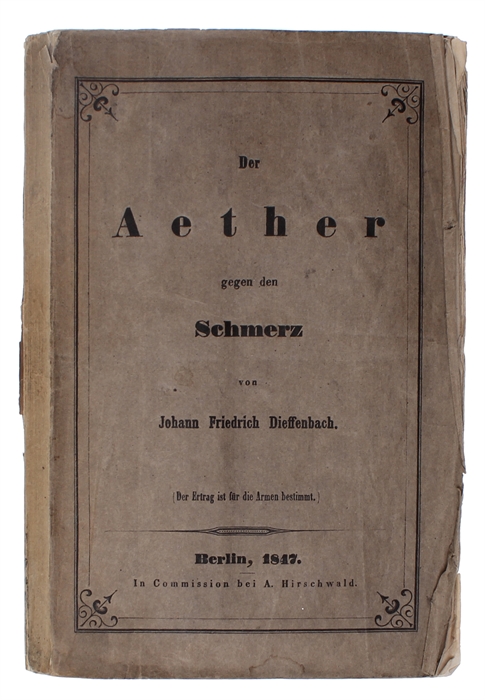 Der
Aether
gegen den
Schmerz
von
Johann Friedrich Dieffenbach.
(Der Ertrag ist für die Armen bestimmt.)
Berlin, 1847.
In Commission bei A. Hirschwald.